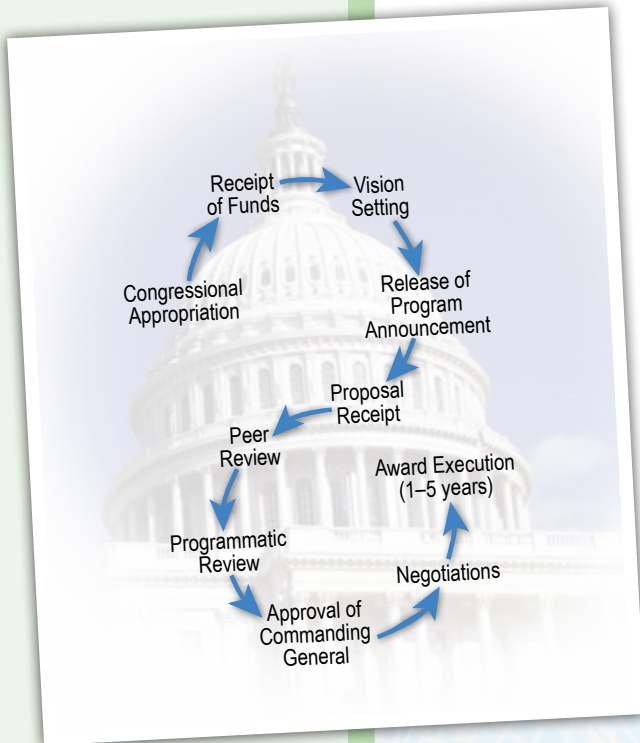 Congressional
Appropriation
Receipt
of Funds
Vision
Setting
Release of
Program
Announcement
Proposal
Receipt
Peer
Review
Programmatic
Review
Approval of
Commanding
General
Negotiations
Award Execution
(1–5 years)